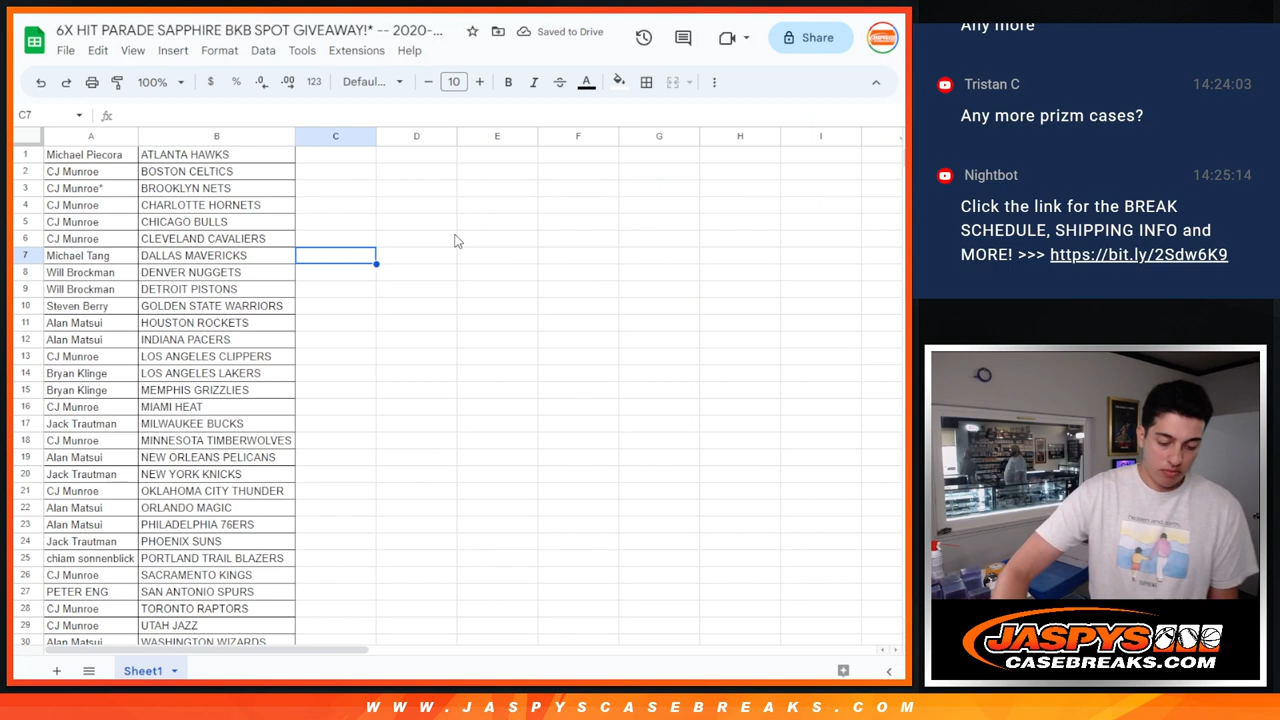 6X HIT PARADE SAPPHIRE BKB SPOT GIVEAWAY!* -- 2020-...
Saved to Drive
Share
File Edit View Insert Format Data Tools Extensions Help
100% $ % .0 .00 123 Defaul... 10 B I A
C7 fx
A B C D E F G H I
1 Michael Piecora ATLANTA HAWKS
2 CJ Munroe BOSTON CELTICS
3 CJ Munroe* BROOKLYN NETS
4 CJ Munroe CHARLOTTE HORNETS
5 CJ Munroe CHICAGO BULLS
6 CJ Munroe CLEVELAND CAVALIERS
7 Michael Tang DALLAS MAVERICKS
8 Will Brockman DENVER NUGGETS
9 Will Brockman DETROIT PISTONS
10 Steven Berry GOLDEN STATE WARRIORS
11 Alan Matsui HOUSTON ROCKETS
12 Alan Matsui INDIANA PACERS
13 CJ Munroe LOS ANGELES CLIPPERS
14 Bryan Klinge LOS ANGELES LAKERS
15 Bryan Klinge MEMPHIS GRIZZLIES
16 CJ Munroe MIAMI HEAT
17 Jack Trautman MILWAUKEE BUCKS
18 CJ Munroe MINNESOTA TIMBERWOLVES
19 Alan Matsui NEW ORLEANS PELICANS
20 Jack Trautman NEW YORK KNICKS
21 CJ Munroe OKLAHOMA CITY THUNDER
22 Alan Matsui ORLANDO MAGIC
23 Alan Matsui PHILADELPHIA 76ERS
24 Jack Trautman PHOENIX SUNS
25 chiam sonnenblick PORTLAND TRAIL BLAZERS
26 CJ Munroe SACRAMENTO KINGS
27 PETER ENG SAN ANTONIO SPURS
28 CJ Munroe TORONTO RAPTORS
29 CJ Munroe UTAH JAZZ
30 Alan Matsui WASHINGTON WIZARDS
Sheet1
Any more
Tristan C 14:24:03
Any more prizm cases?
Nightbot 14:25:14
Click the link for the BREAK
SCHEDULE, SHIPPING INFO and
MORE! >>> https://bit.ly/2Sdw6K9
JASPYS
CASEBREAKS.COM
WWW.JASPYSCASEBREAKS.COM